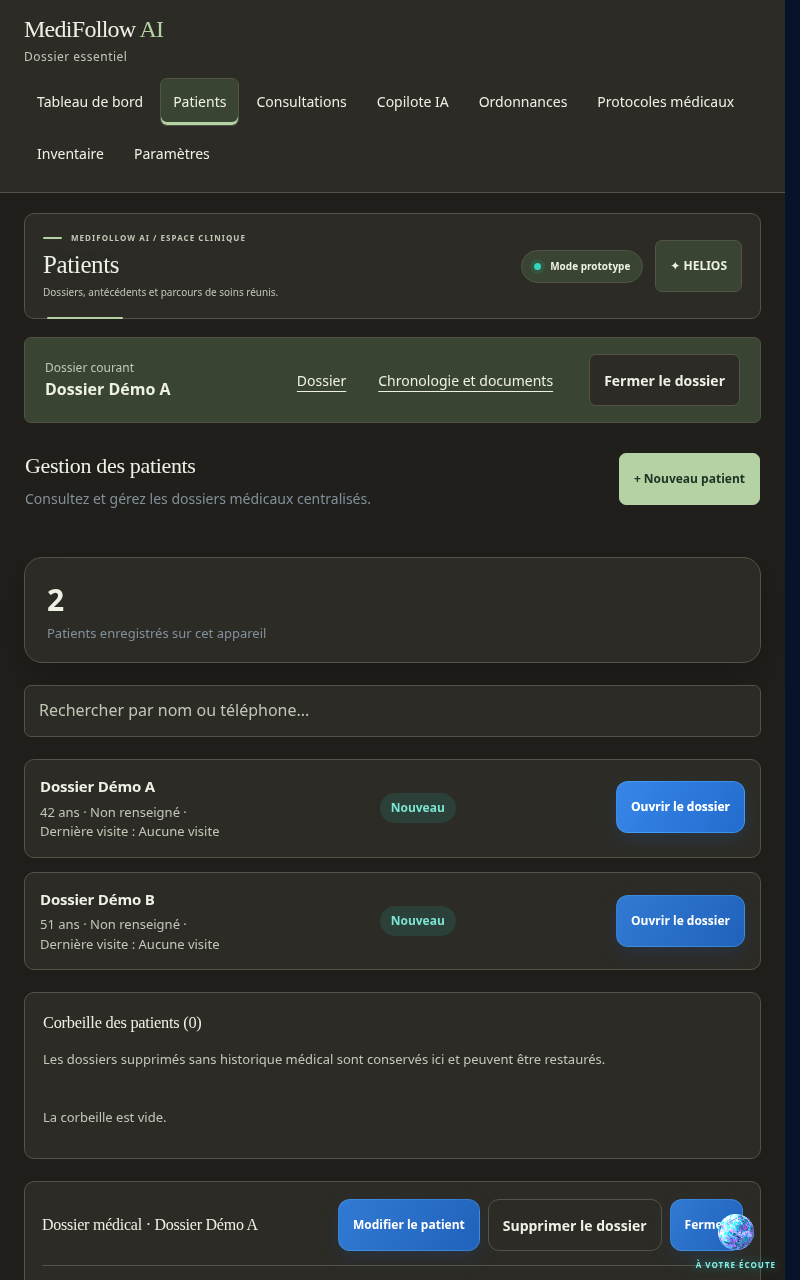 MediFollow AI
Dossier essentiel
Tableau de bord
Patients
Consultations
Copilote IA
Ordonnances
Protocoles médicaux
Inventaire
Paramètres
MEDIFOLLOW AI / ESPACE CLINIQUE
Patients
Dossiers, antécédents et parcours de soins réunis.
Mode prototype
✦ HELIOS
Dossier courant
Dossier Démo A
Dossier
Chronologie et documents
Fermer le dossier
Gestion des patients
Consultez et gérez les dossiers médicaux centralisés.
+ Nouveau patient
2
Patients enregistrés sur cet appareil
Rechercher par nom ou téléphone...
Dossier Démo A
42 ans · Non renseigné ·
Dernière visite : Aucune visite
Nouveau
Ouvrir le dossier
Dossier Démo B
51 ans · Non renseigné ·
Dernière visite : Aucune visite
Nouveau
Ouvrir le dossier
Corbeille des patients (0)
Les dossiers supprimés sans historique médical sont conservés ici et peuvent être restaurés.
La corbeille est vide.
Dossier médical · Dossier Démo A
Modifier le patient
Supprimer le dossier
À VOTRE ÉCOUTE